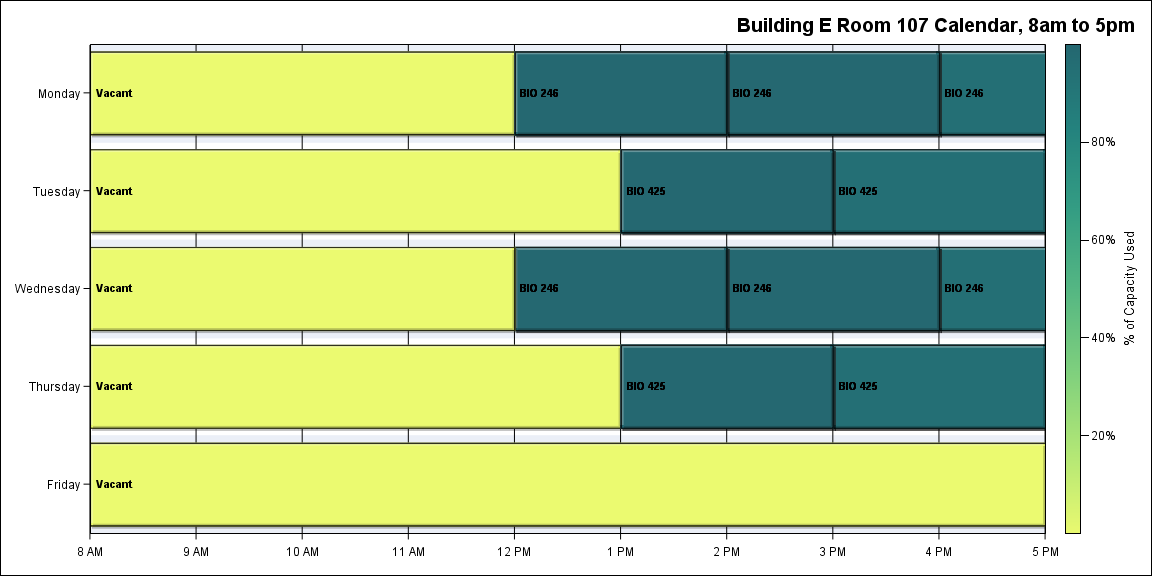 Building E Room 107 Calendar, 8am to 5pm
Monday
Vacant
BIO 246
BIO 246
BIO 246
Tuesday
Vacant
BIO 425
BIO 425
Wednesday
Vacant
BIO 246
BIO 246
BIO 246
Thursday
Vacant
BIO 425
BIO 425
Friday
Vacant
8 AM
9 AM
10 AM
11 AM
12 PM
1 PM
2 PM
3 PM
4 PM
5 PM
80%
60%
40%
20%
% of Capacity Used